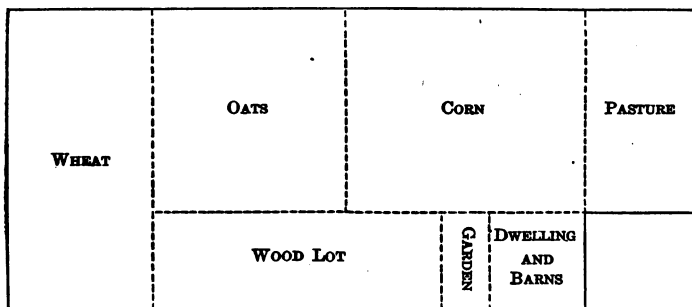 OATS
CORN
PASTURE
WHEAT
WOOD LOT
GARDEN
DWELLING
AND
BARNS